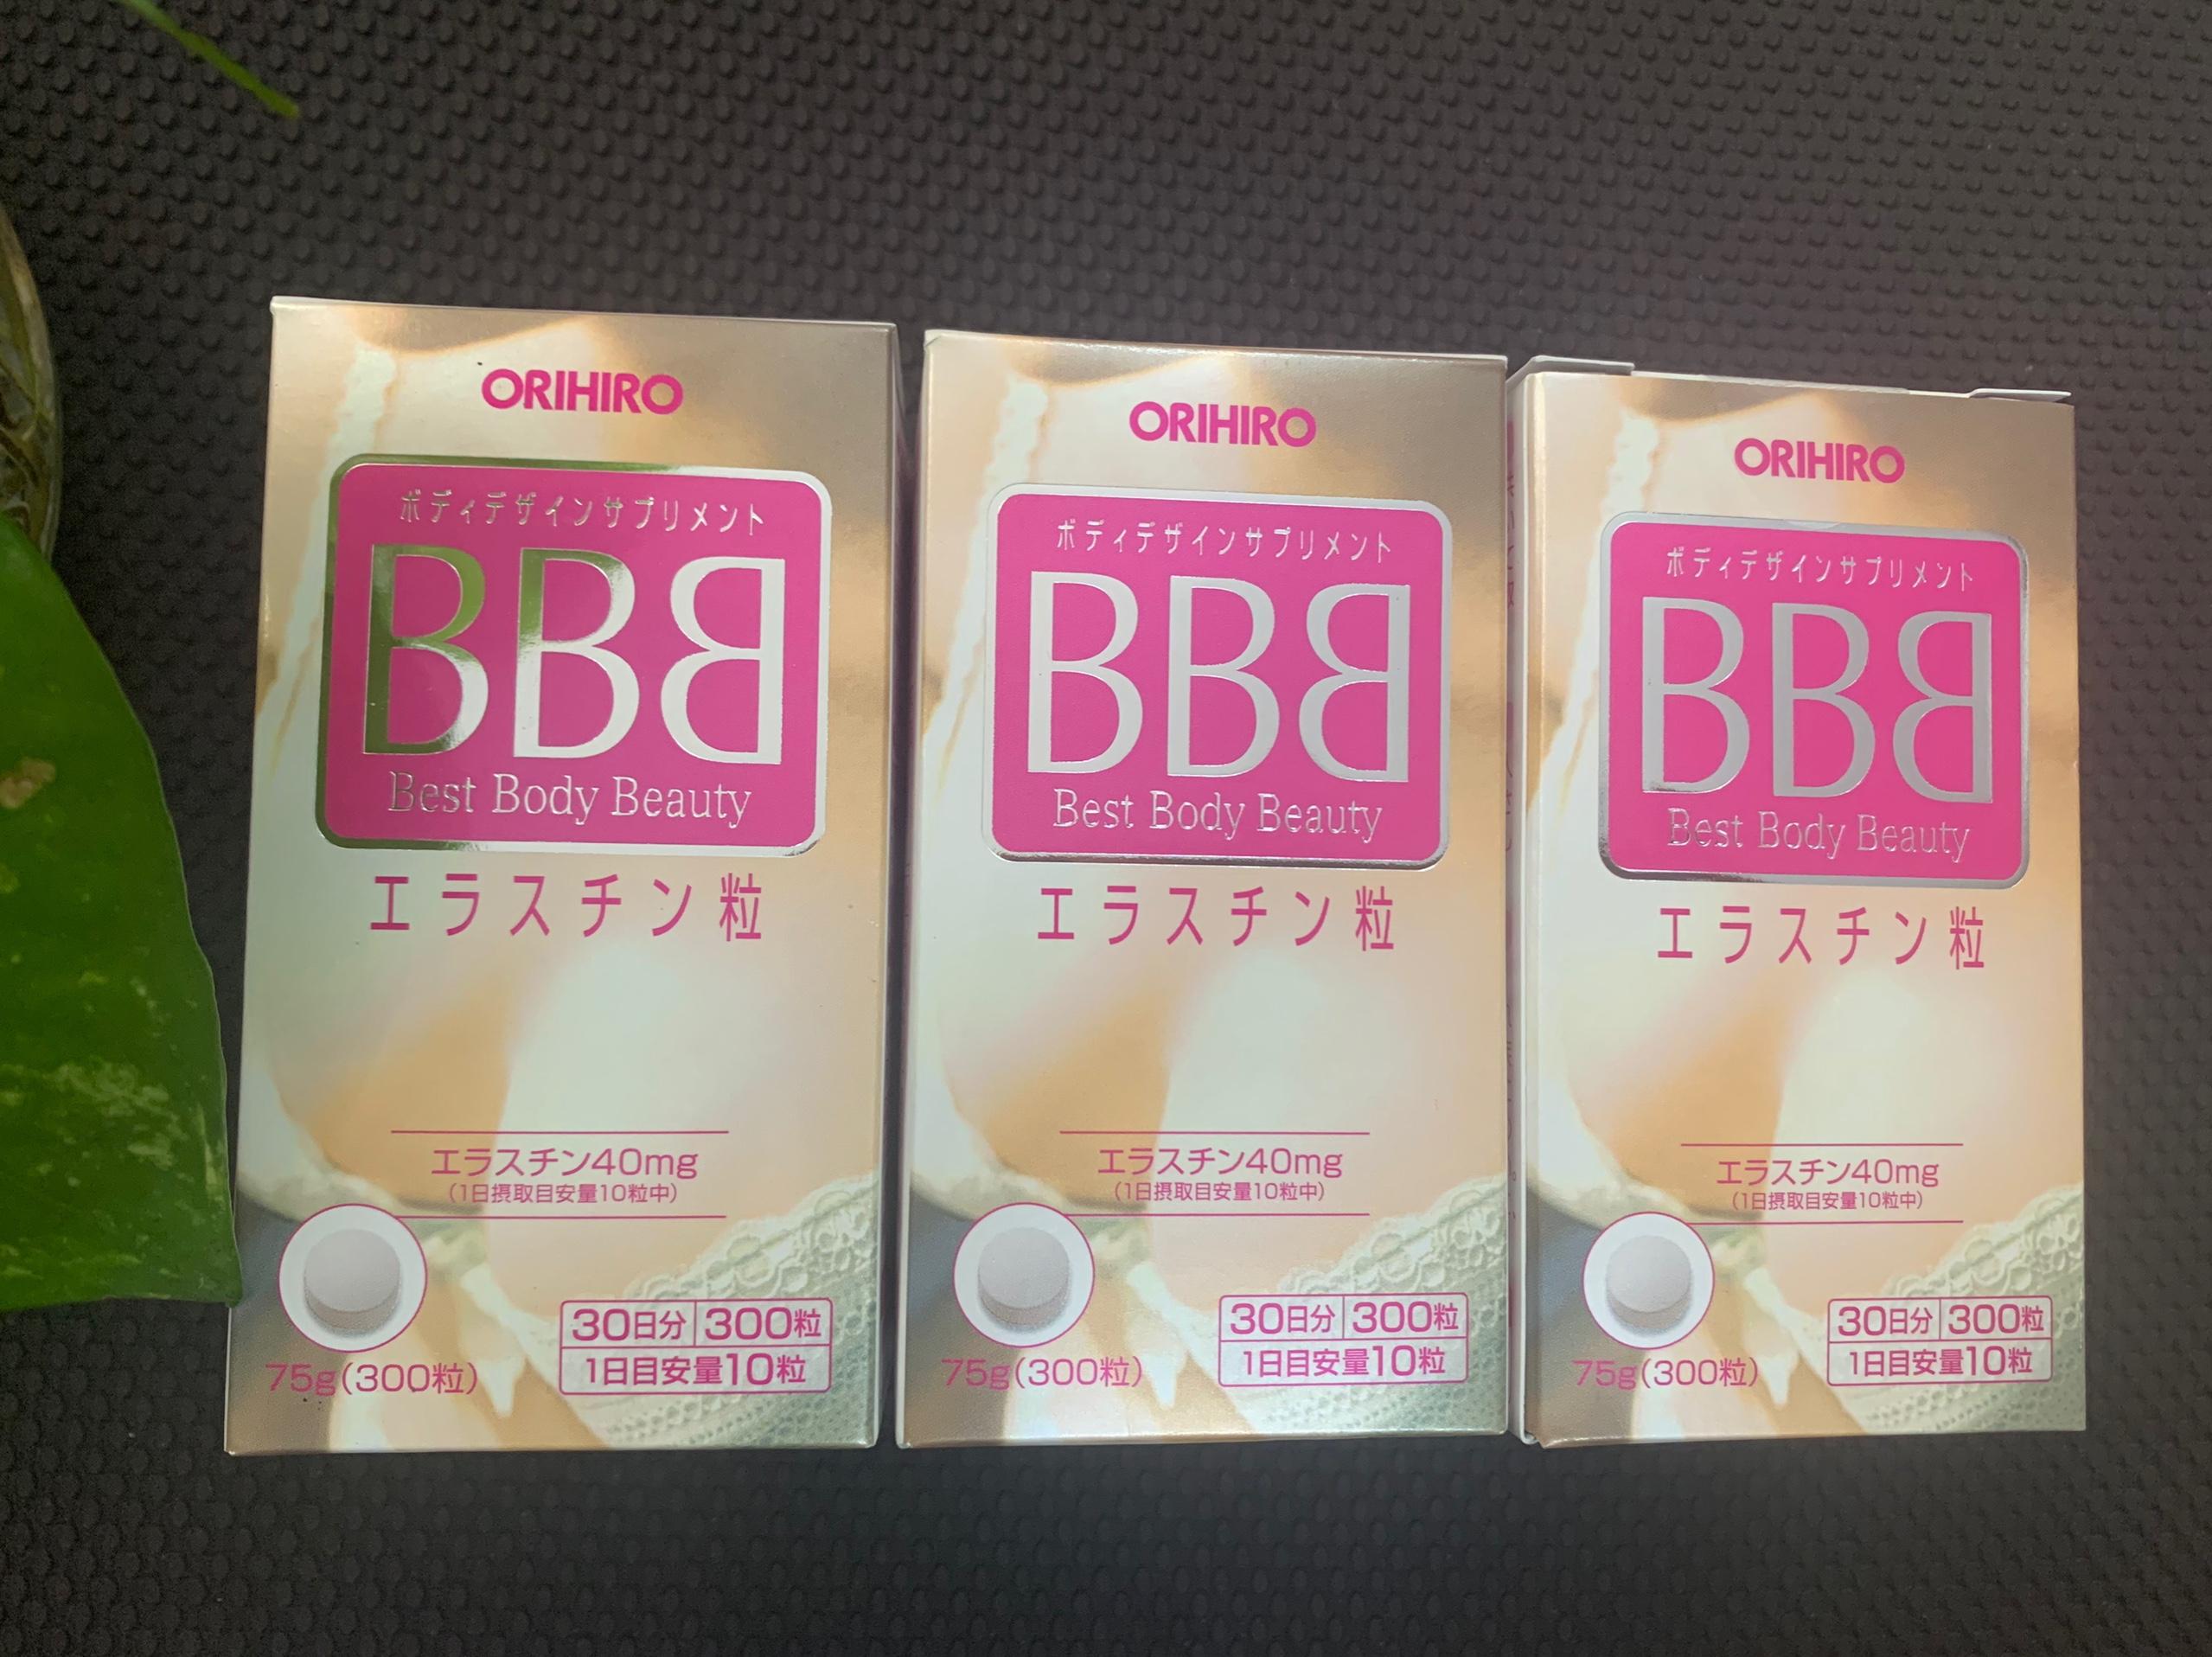 ORIHIRO
ボディデザインサプリメント
BBB
Best Body Beauty
エラスチン粒
エラスチン40mg
(1日摂取目安量10粒中)
75g(300粒)
30日分 300粒
1日目安量10粒
ORIHIRO
ボディデザインサプリメント
BBB
Best Body Beauty
エラスチン粒
エラスチン40mg
(1日摂取目安量10粒中)
75g(300粒)
30日分 300粒
1日目安量10粒
ORIHIRO
ボディデザインサプリメント
BBB
Best Body Beauty
エラスチン粒
エラスチン40mg
(1日摂取目安量10粒中)
75g(300粒)
30日分 300粒
1日目安量10粒